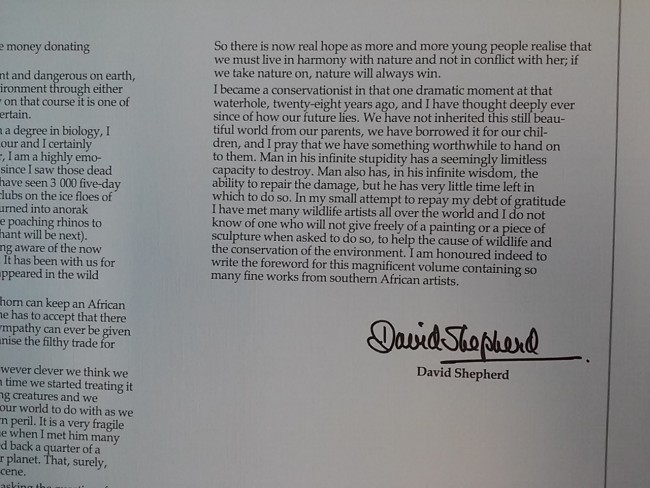 e money donating
nt and dangerous on earth,
ironment through either
on that course it is one of
ertain.
a degree in biology, I
our and I certainly
, I am a highly emo-
since I saw those dead
have seen 3 000 five-day
lubs on the ice floes of
urned into anorak
e poaching rhinos to
hant will be next).
ng aware of the now
It has been with us for
ppeared in the wild
horn can keep an African
e has to accept that there
mpathy can ever be given
nise the filthy trade for
wever clever we think we
time we started treating it
ng creatures and we
our world to do with as we
n peril. It is a very fragile
e when I met him many
d back a quarter of a
r planet. That, surely,
cene.
So there is now real hope as more and more young people realise that
we must live in harmony with nature and not in conflict with her; if
we take nature on, nature will always win.
I became a conservationist in that one dramatic moment at that
waterhole, twenty-eight years ago, and I have thought deeply ever
since of how our future lies. We have not inherited this still beau-
tiful world from our parents, we have borrowed it for our chil-
dren, and I pray that we have something worthwhile to hand on
to them. Man in his infinite stupidity has a seemingly limitless
capacity to destroy. Man also has, in his infinite wisdom, the
ability to repair the damage, but he has very little time left in
which to do so. In my small attempt to repay my debt of gratitude
I have met many wildlife artists all over the world and I do not
know of one who will not give freely of a painting or a piece of
sculpture when asked to do so, to help the cause of wildlife and
the conservation of the environment. I am honoured indeed to
write the foreword for this magnificent volume containing so
many fine works from southern African artists.
David Shepherd
David Shepherd